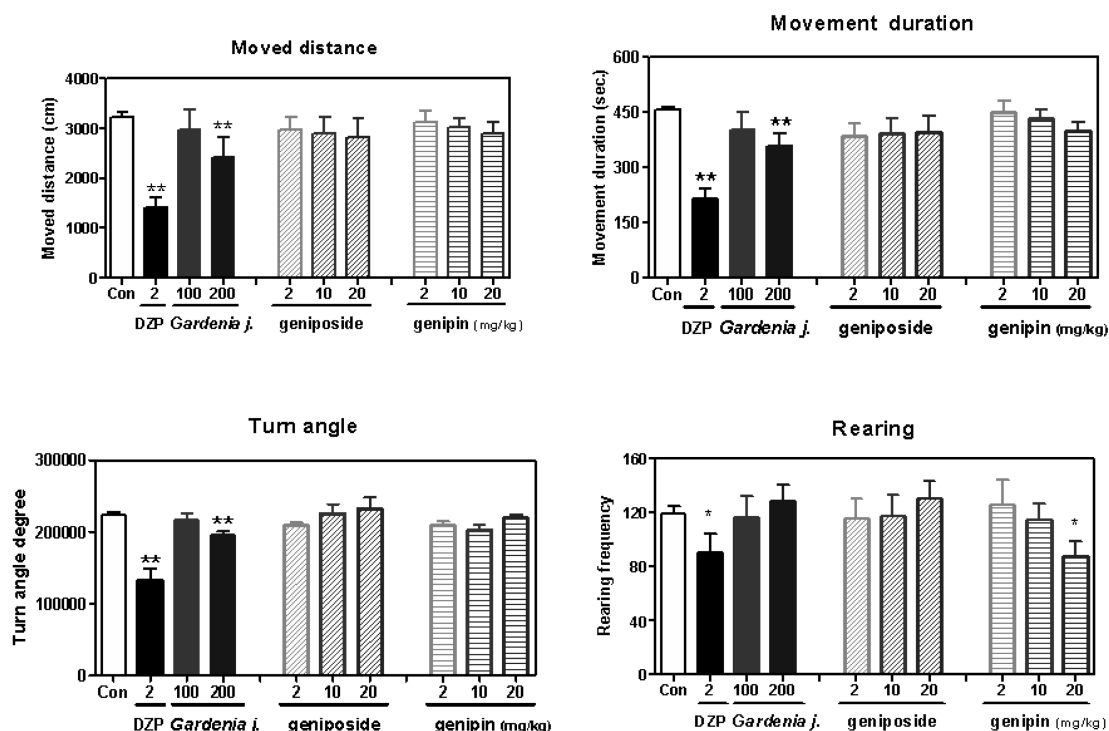 Moved distance
Moved distance (cm)
4000
3000
2000
1000
0
**
**
Con 2 100 200 2 10 20 2 10 20
DZP Gardenia j. geniposide genipin (mg/kg)
Movement duration
Movement duration (sec.)
600
450
300
150
0
**
**
Con 2 100 200 2 10 20 2 10 20
DZP Gardenia j. geniposide genipin (mg/kg)
Turn angle
Turn angle degree
300000
200000
100000
0
**
**
Con 2 100 200 2 10 20 2 10 20
DZP Gardenia j. geniposide genipin (mg/kg)
Rearing
Rearing frequency
160
120
80
40
0
*
*
Con 2 100 200 2 10 20 2 10 20
DZP Gardenia j. geniposide genipin (mg/kg)